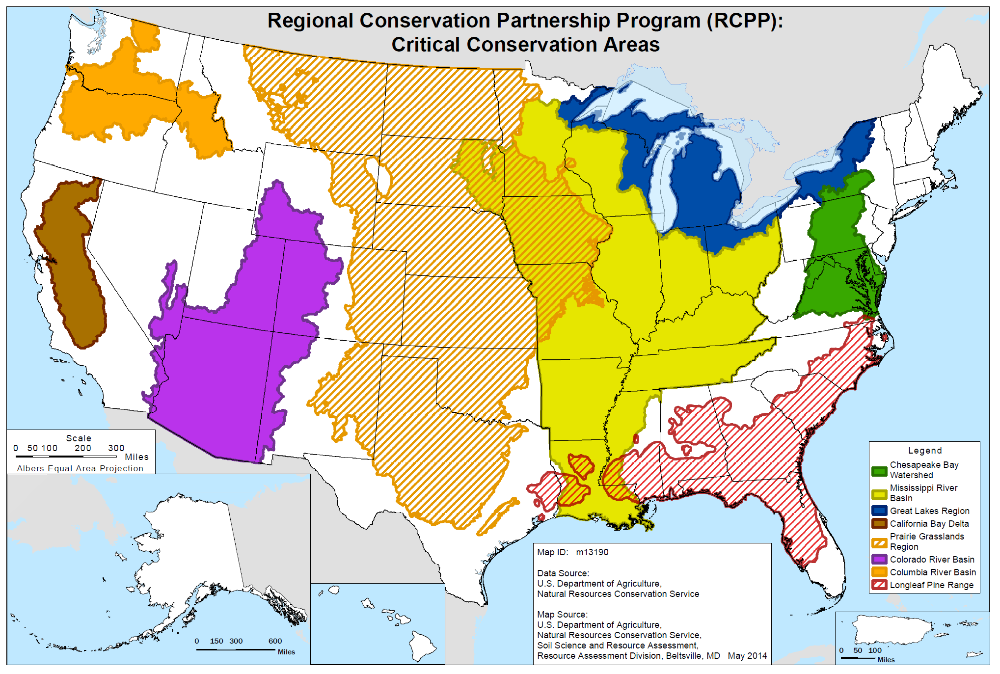 Regional Conservation Partnership Program (RCPP):
Critical Conservation Areas
Scale
0 50 100 200 300
Miles
Albers Equal Area Projection
Legend
Chesapeake Bay
Watershed
Mississippi River
Basin
Great Lakes Region
California Bay Delta
Prairie Grasslands
Region
Colorado River Basin
Columbia River Basin
Longleaf Pine Range
Map ID: m13190
Data Source:
U.S. Department of Agriculture,
Natural Resources Conservation Service
Map Source:
U.S. Department of Agriculture,
Natural Resources Conservation Service,
Soil Science and Resource Assessment,
Resource Assessment Division, Beltsville, MD May 2014
0 150 300 600
Miles
0 50 100
Miles